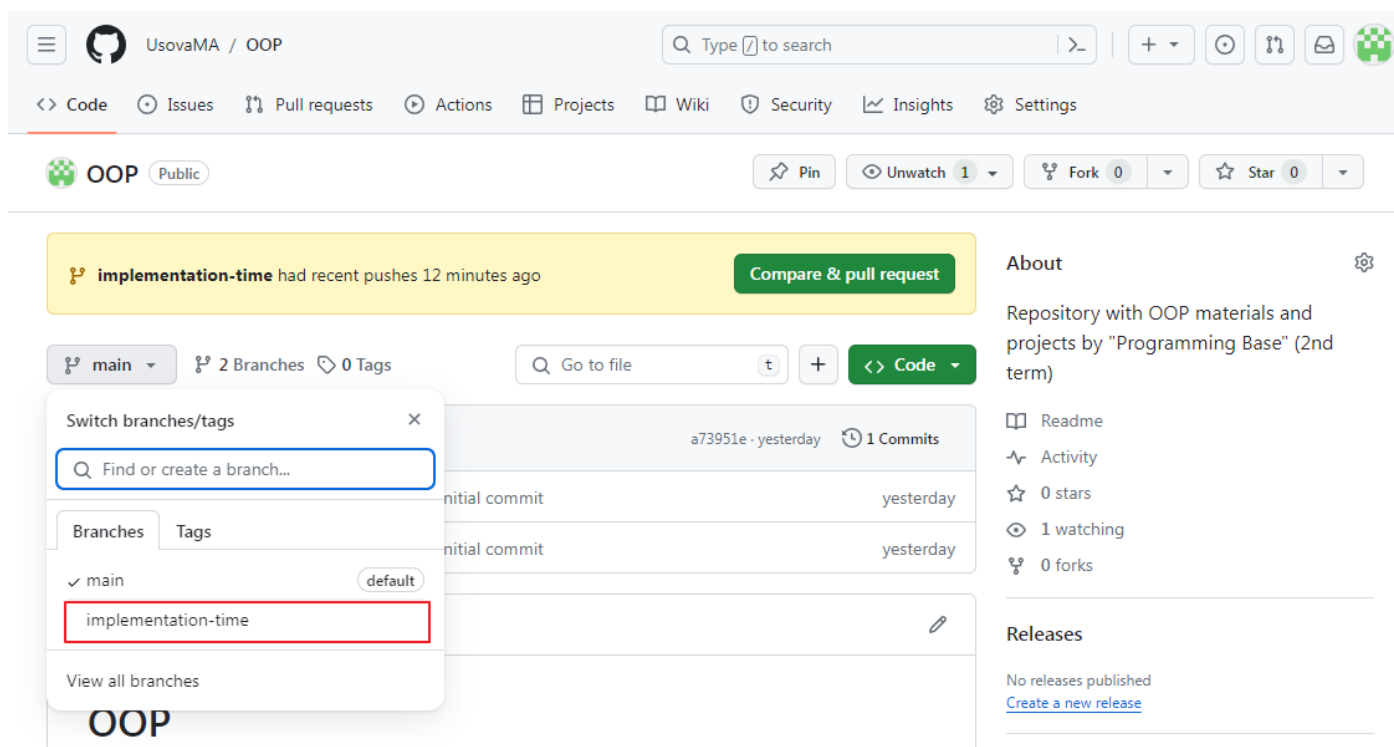 UsovaMA / OOP
Type / to search
Code Issues Pull requests Actions Projects Wiki Security Insights Settings
OOP Public
Pin Unwatch 1 Fork 0 Star 0
implementation-time had recent pushes 12 minutes ago
Compare & pull request
main 2 Branches 0 Tags
Go to file t + Code
Switch branches/tags
Find or create a branch...
Branches Tags
main default
implementation-time
View all branches
a73951e · yesterday 1 Commits
nitial commit yesterday
nitial commit yesterday
OOP
About
Repository with OOP materials and
projects by "Programming Base" (2nd
term)
Readme
Activity
0 stars
1 watching
0 forks
Releases
No releases published
Create a new release